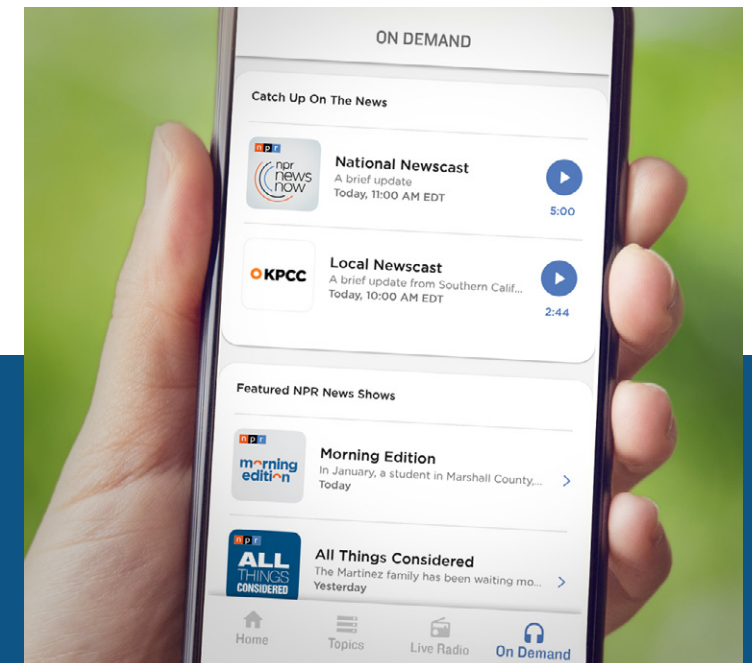 ON DEMAND
Catch Up On The News
npr
npr
news
now
National Newscast
A brief update
Today, 11:00 AM EDT
5:00
KPCC
Local Newscast
A brief update from Southern Calif...
Today, 10:00 AM EDT
2:44
Featured NPR News Shows
npr
morning
edition
Morning Edition
In January, a student in Marshall County,...
Today
npr
ALL
THINGS
CONSIDERED
All Things Considered
The Martinez family has been waiting mo...
Yesterday
Home
Topics
Live Radio
On Demand